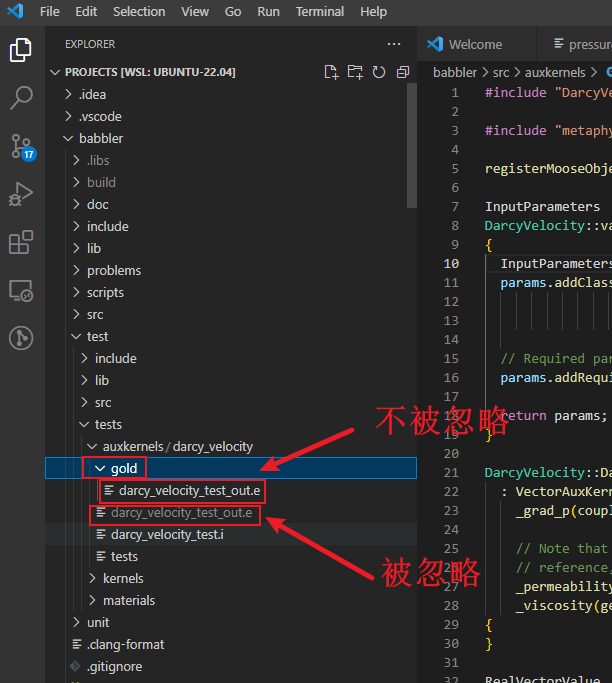 File Edit Selection View Go Run Terminal Help
EXPLORER
PROJECTS [WSL: UBUNTU-22.04]
.idea
.vscode
babbler
.libs
build
doc
include
lib
problems
scripts
src
test
include
lib
src
tests
auxkernels / darcy_velocity
gold
darcy_velocity_test_out.e
darcy_velocity_test_out.e
darcy_velocity_test.i
tests
kernels
materials
unit
.clang-format
.gitignore
17
不被忽略
被忽略
Welcome
pressur
babbler > src > auxkernels >
1 #include "DarcyVe
2
3 #include "metaphy
4
5 registerMooseObje
6
7 InputParameters
8 DarcyVelocity::va
9 {
10 InputParameters
11 params.addClass
12
13
14
15 // Required par
16 params.addRequi
17
18 return params;
19 }
20
21 DarcyVelocity::Da
22 : VectorAuxKern
23 _grad_p(coupl
24
25 // Note that
26 // reference,
27 _permeability
28 _viscosity(ge
29 {
30 }
31
32 RealVectorValue